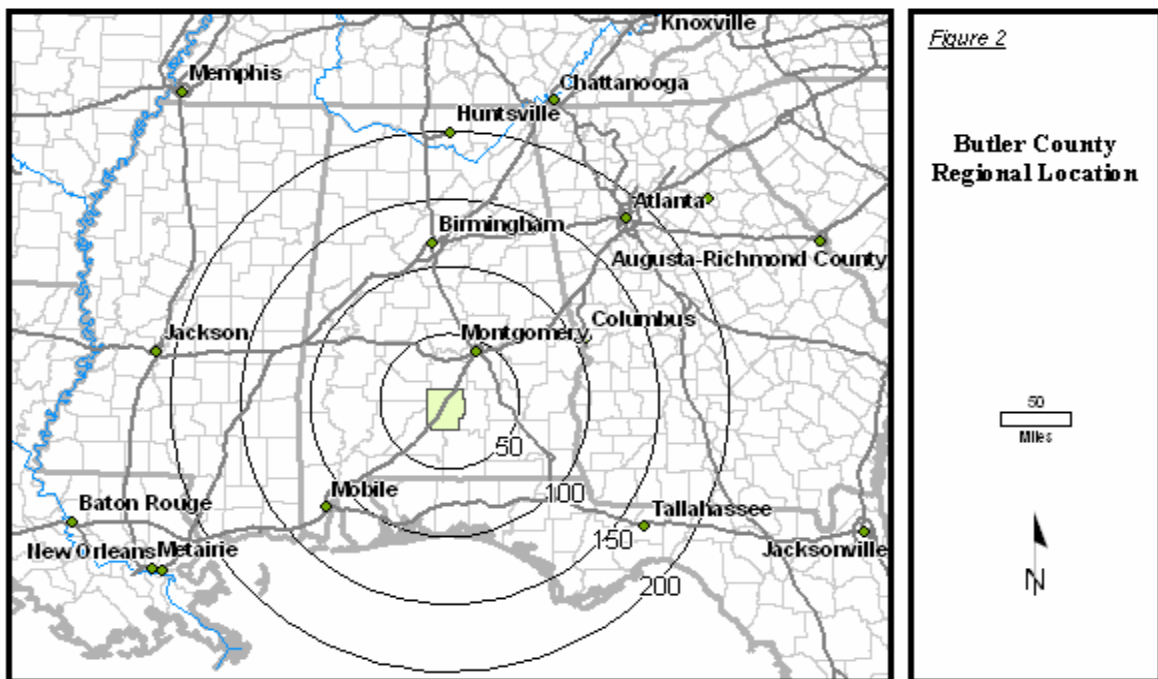 Knoxville
Memphis
Chattanooga
Huntsville
Atlanta
Birmingham
Augusta-Richmond County
Columbus
Jackson
Montgomery
50
Mobile
100
Baton Rouge
Tallahassee
150
New Orleans
Metairie
Jacksonville
200
Figure 2
Butler County
Regional Location
50
Miles
N